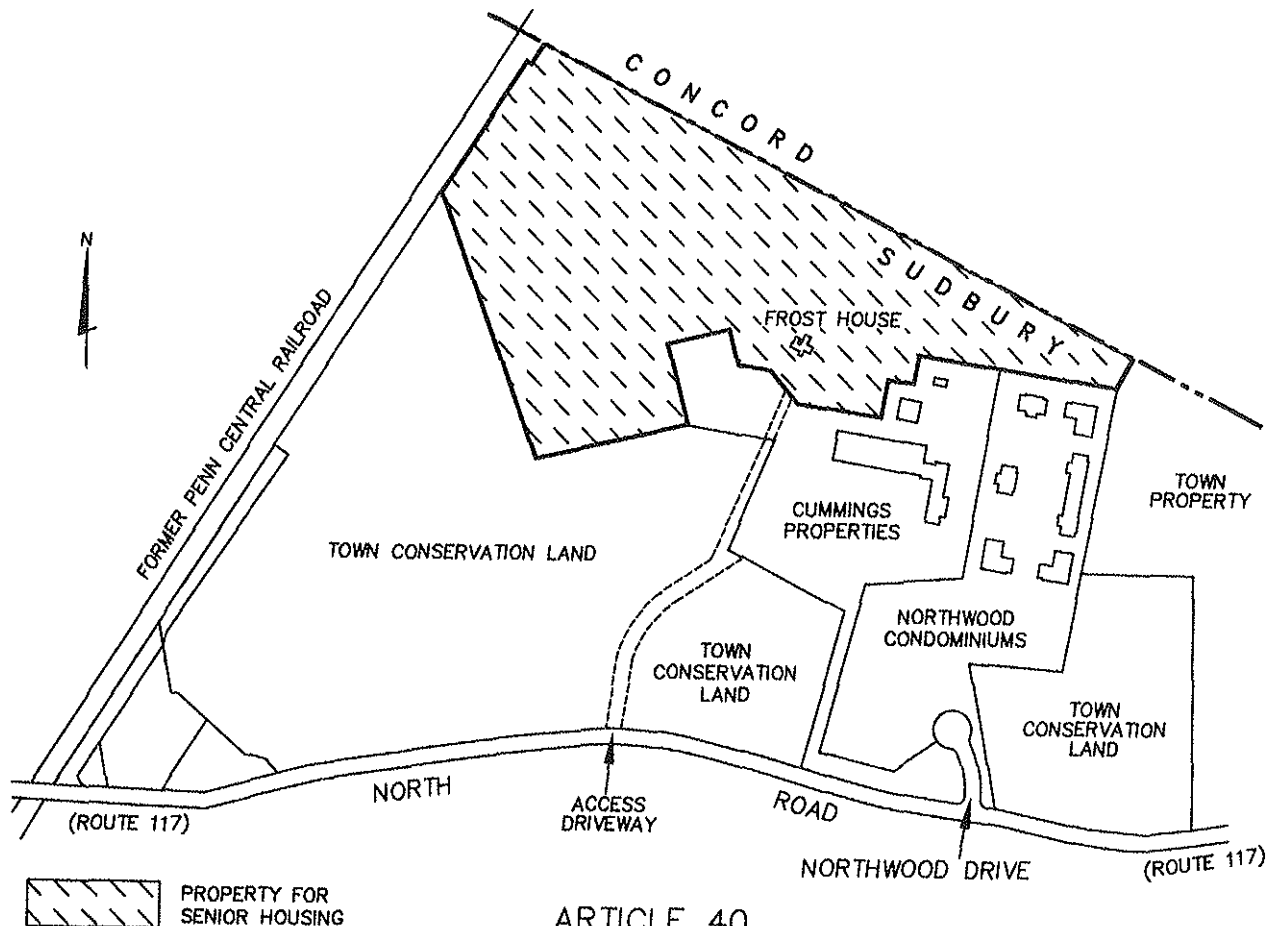 CONCORD
SUDBURY
N
FROST HOUSE
FORMER PENN CENTRAL RAILROAD
TOWN
PROPERTY
CUMMINGS
PROPERTIES
TOWN CONSERVATION LAND
NORTHWOOD
CONDOMINIUMS
TOWN
CONSERVATION
LAND
TOWN
CONSERVATION
LAND
NORTH
ROAD
ACCESS
DRIVEWAY
(ROUTE 117)
NORTHWOOD DRIVE
(ROUTE 117)
PROPERTY FOR
SENIOR HOUSING
ARTICLE 40